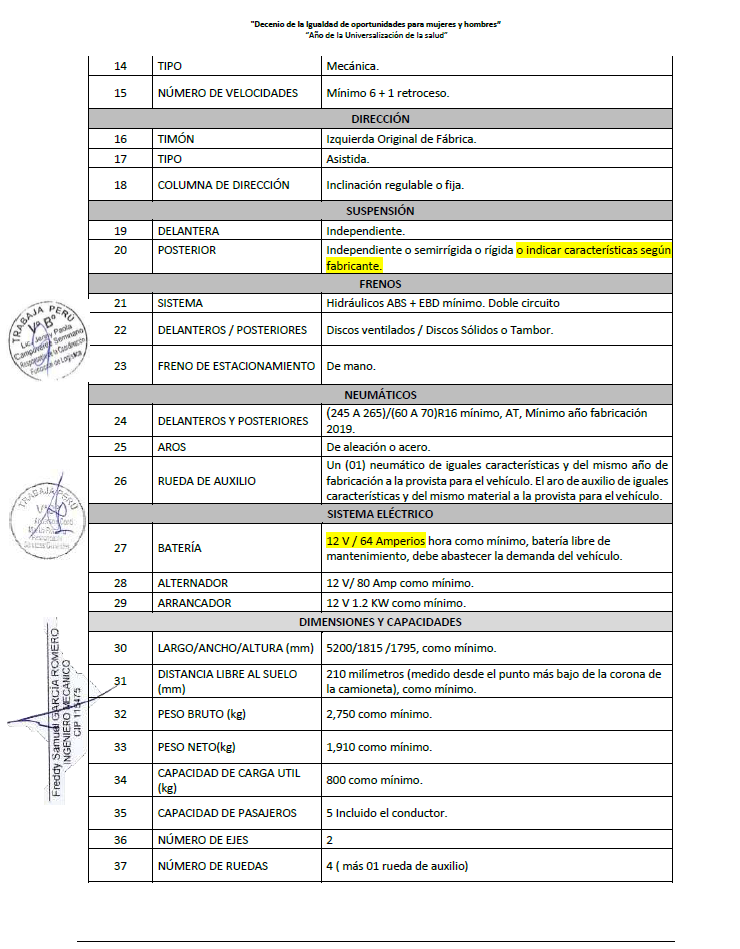 "Decenio de la Igualdad de oportunidades para mujeres y hombres"
"Año de la Universalización de la salud"
14 TIPO Mecánica.
15 NÚMERO DE VELOCIDADES Mínimo 6 + 1 retroceso.
DIRECCIÓN
16 TIMÓN Izquierda Original de Fábrica.
17 TIPO Asistida.
18 COLUMNA DE DIRECCIÓN Inclinación regulable o fija.
SUSPENSIÓN
19 DELANTERA Independiente.
20 POSTERIOR Independiente o semirrígida o rígida o indicar características según
fabricante.
FRENOS
21 SISTEMA Hidráulicos ABS + EBD mínimo. Doble circuito
22 DELANTEROS / POSTERIORES Discos ventilados / Discos Sólidos o Tambor.
23 FRENO DE ESTACIONAMIENTO De mano.
NEUMÁTICOS
24 DELANTEROS Y POSTERIORES (245 A 265)/(60 A 70)R16 mínimo, AT, Mínimo año fabricación
2019.
25 AROS De aleación o acero.
26 RUEDA DE AUXILIO Un (01) neumático de iguales características y del mismo año de
fabricación a la provista para el vehículo. El aro de auxilio de iguales
características y del mismo material a la provista para el vehículo.
SISTEMA ELÉCTRICO
27 BATERÍA 12 V / 64 Amperios hora como mínimo, batería libre de
mantenimiento, debe abastecer la demanda del vehículo.
28 ALTERNADOR 12 V/ 80 Amp como mínimo.
29 ARRANCADOR 12 V 1.2 KW como mínimo.
DIMENSIONES Y CAPACIDADES
30 LARGO/ANCHO/ALTURA (mm) 5200/1815 /1795, como mínimo.
31 DISTANCIA LIBRE AL SUELO
(mm)
210 milímetros (medido desde el punto más bajo de la corona de
la camioneta), como mínimo.
32 PESO BRUTO (kg) 2,750 como mínimo.
33 PESO NETO(kg) 1,910 como mínimo.
34 CAPACIDAD DE CARGA UTIL
(kg)
800 como mínimo.
35 CAPACIDAD DE PASAJEROS 5 Incluido el conductor.
36 NÚMERO DE EJES 2
37 NÚMERO DE RUEDAS 4 ( más 01 rueda de auxilio)
TRABAJA PERÚ
V° B°
Lic. Jenny Paola
TRABAJA PERÚ
Freddy Samuel GARCÍA ROMERO
INGENIERO MECANICO
CIP 115475